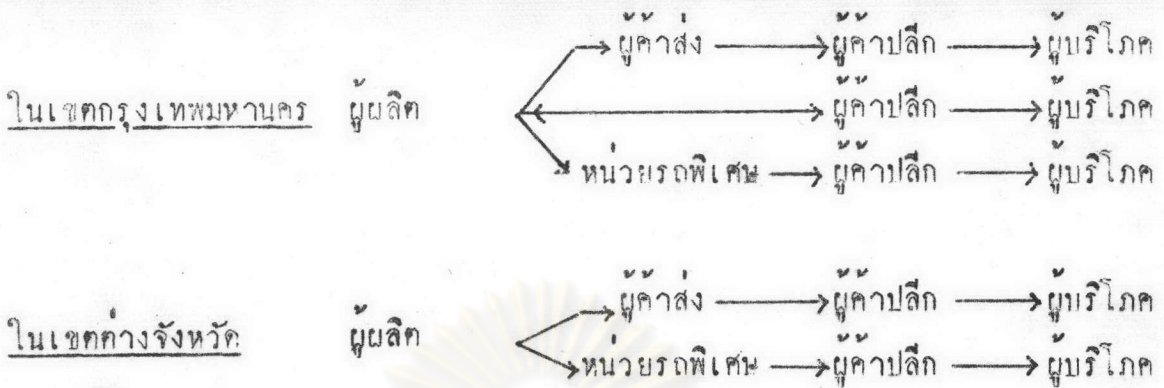 ผู้ค้าส่ง ผู้ค้าปลีก ผู้บริโภค
ในเขตกรุงเทพมหานคร ผู้ผลิต ผู้ค้าปลีก ผู้บริโภค
หน่วยรถพิเศษ ผู้ค้าปลีก ผู้บริโภค
ผู้ค้าส่ง ผู้ค้าปลีก ผู้บริโภค
ในเขตต่างจังหวัด ผู้ผลิต
หน่วยรถพิเศษ ผู้ค้าปลีก ผู้บริโภค